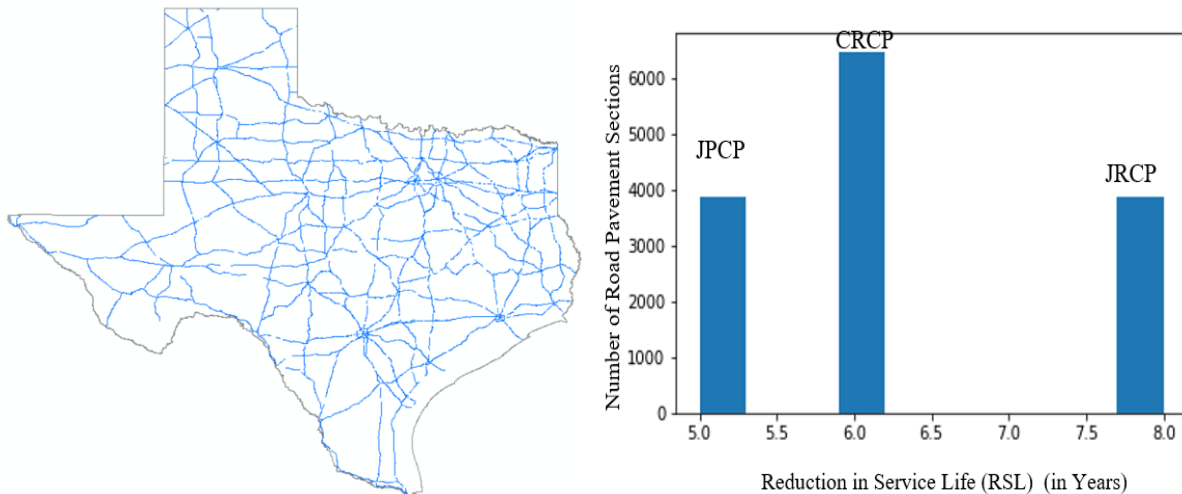 CRCP
JPCP
JRCP
Number of Road Pavement Sections
6000
5000
4000
3000
2000
1000
0
5.0 5.5 6.0 6.5 7.0 7.5 8.0
Reduction in Service Life (RSL) (in Years)